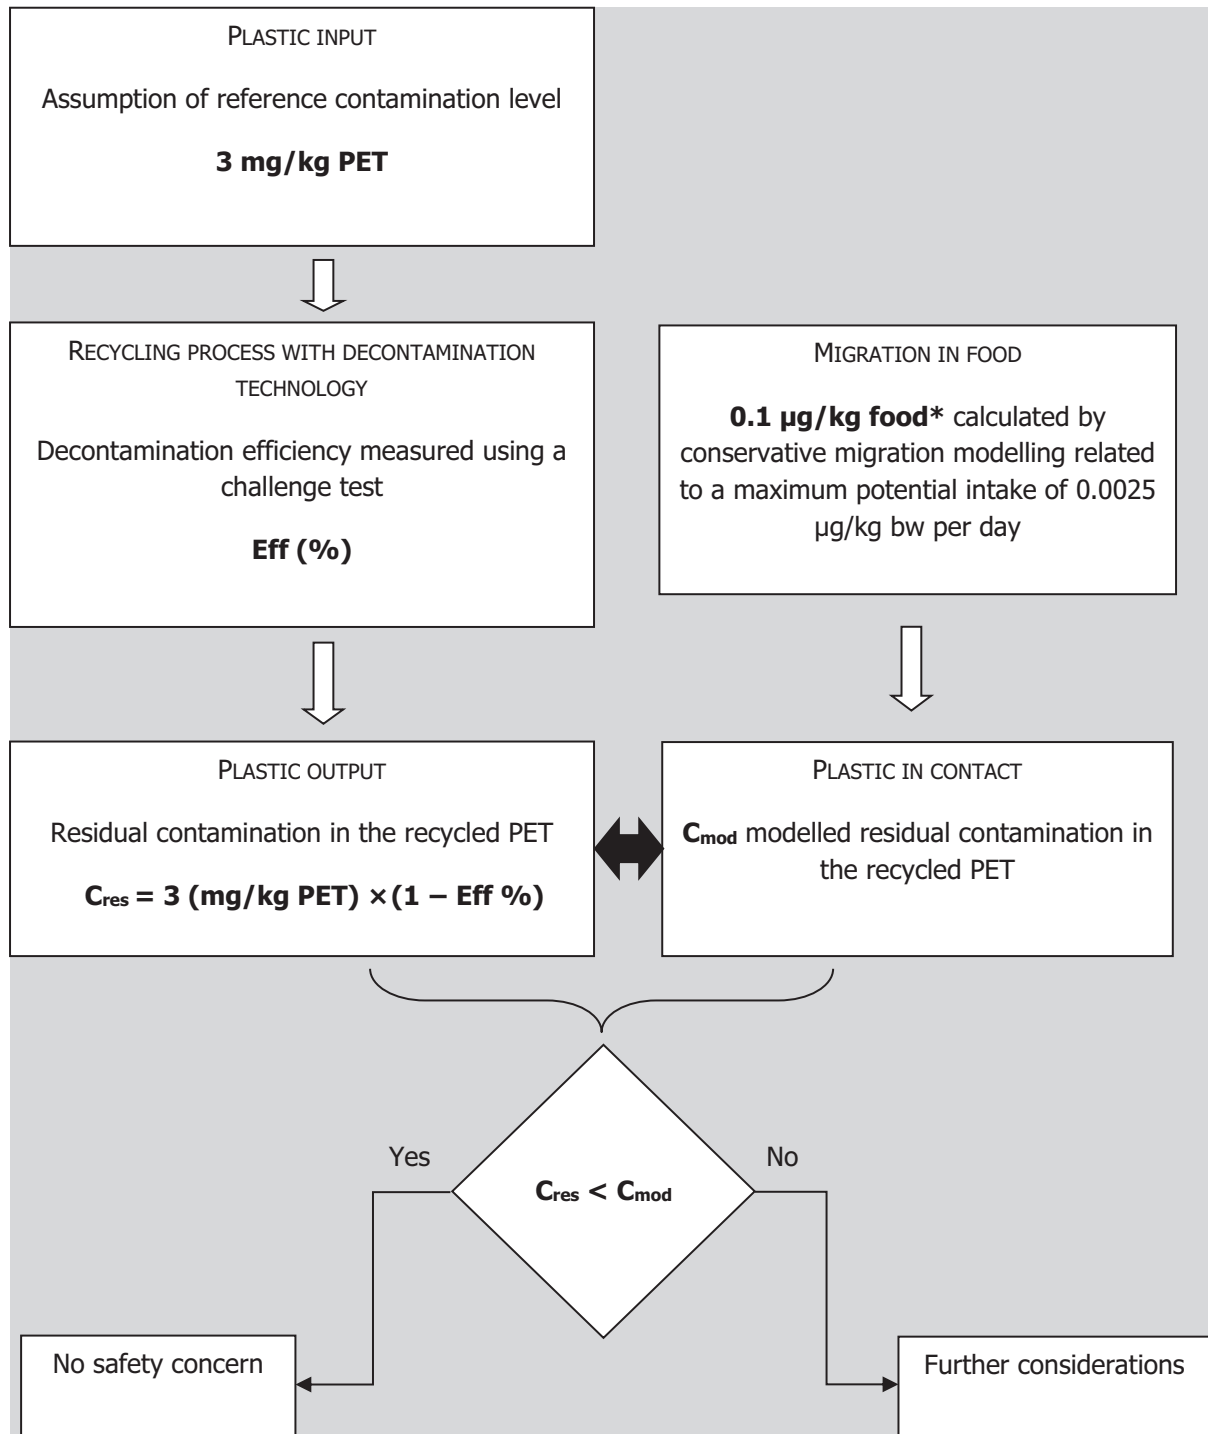 PLASTIC INPUT
Assumption of reference contamination level
3 mg/kg PET
RECYCLING PROCESS WITH DECONTAMINATION
TECHNOLOGY
Decontamination efficiency measured using a
challenge test
Eff (%)
MIGRATION IN FOOD
0.1 µg/kg food* calculated by
conservative migration modelling related
to a maximum potential intake of 0.0025
µg/kg bw per day
PLASTIC OUTPUT
Residual contamination in the recycled PET
Cres = 3 (mg/kg PET) ×(1 − Eff %)
PLASTIC IN CONTACT
Cmod modelled residual contamination in
the recycled PET
Yes
No
Cres < Cmod
No safety concern
Further considerations